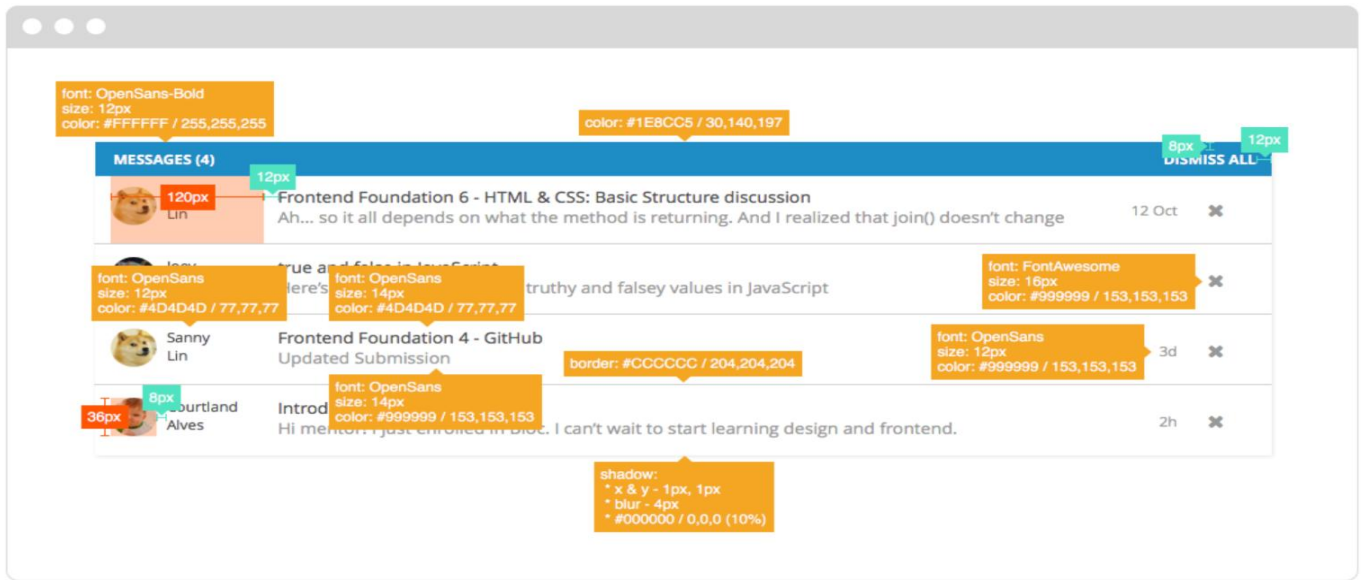 font: OpenSans-Bold
size: 12px
color: #FFFFFF / 255,255,255
color: #1E8CC5 / 30,140,197
8px
12px
MESSAGES (4)
DISMISS ALL
12px
120px
Lin
Frontend Foundation 6 - HTML & CSS: Basic Structure discussion
Ah... so it all depends on what the method is returning. And I realized that join() doesn't change
12 Oct
true and false in JavaScript
Here's
truthy and falsey values in JavaScript
font: OpenSans
size: 12px
color: #4D4D4D / 77,77,77
font: OpenSans
size: 14px
color: #4D4D4D / 77,77,77
font: FontAwesome
size: 16px
color: #999999 / 153,153,153
Sanny
Lin
Frontend Foundation 4 - GitHub
Updated Submission
border: #CCCCCC / 204,204,204
font: OpenSans
size: 12px
color: #999999 / 153,153,153
3d
font: OpenSans
size: 14px
color: #999999 / 153,153,153
36px
8px
Courtland
Alves
Hi mentor! I just enrolled in Bloc. I can't wait to start learning design and frontend.
2h
shadow:
* x & y - 1px, 1px
* blur - 4px
* #000000 / 0,0,0 (10%)